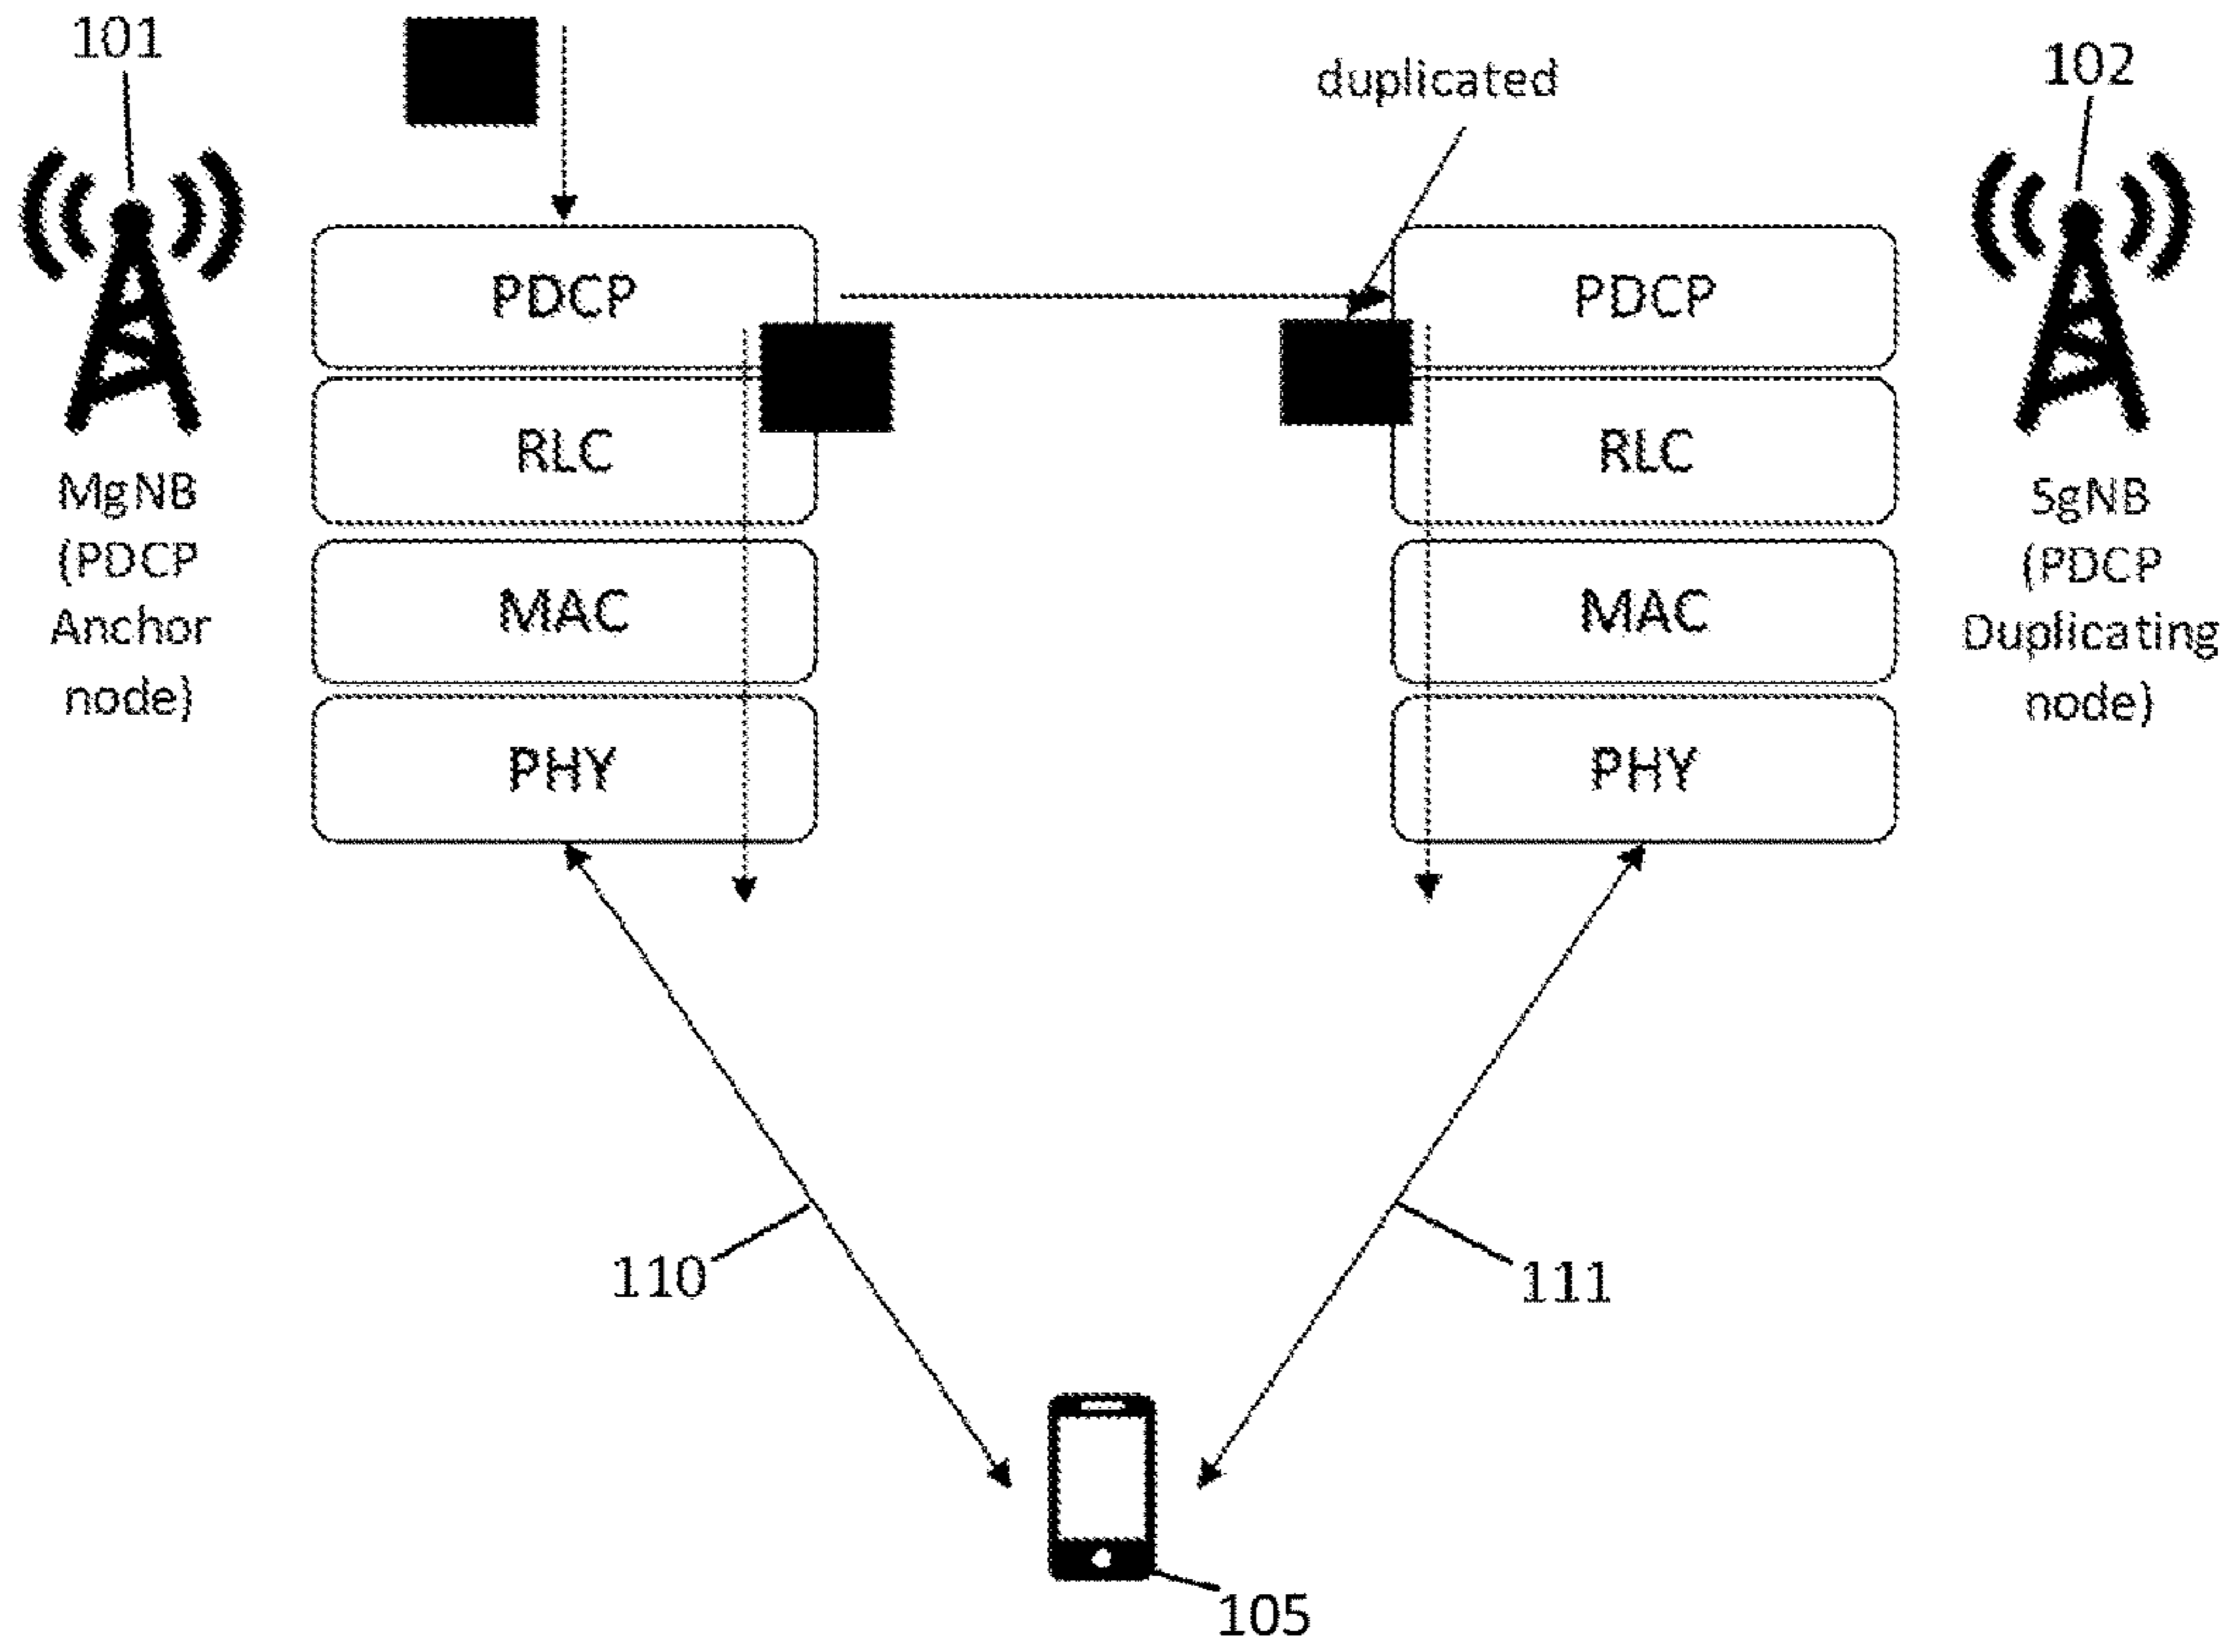 101
duplicated
102
PDCP
PDCP
RLC
RLC
MgNB
(PDCP
Anchor
node)
SgNB
(PDCP
Duplicating
node)
MAC
MAC
PHY
PHY
110
111
105